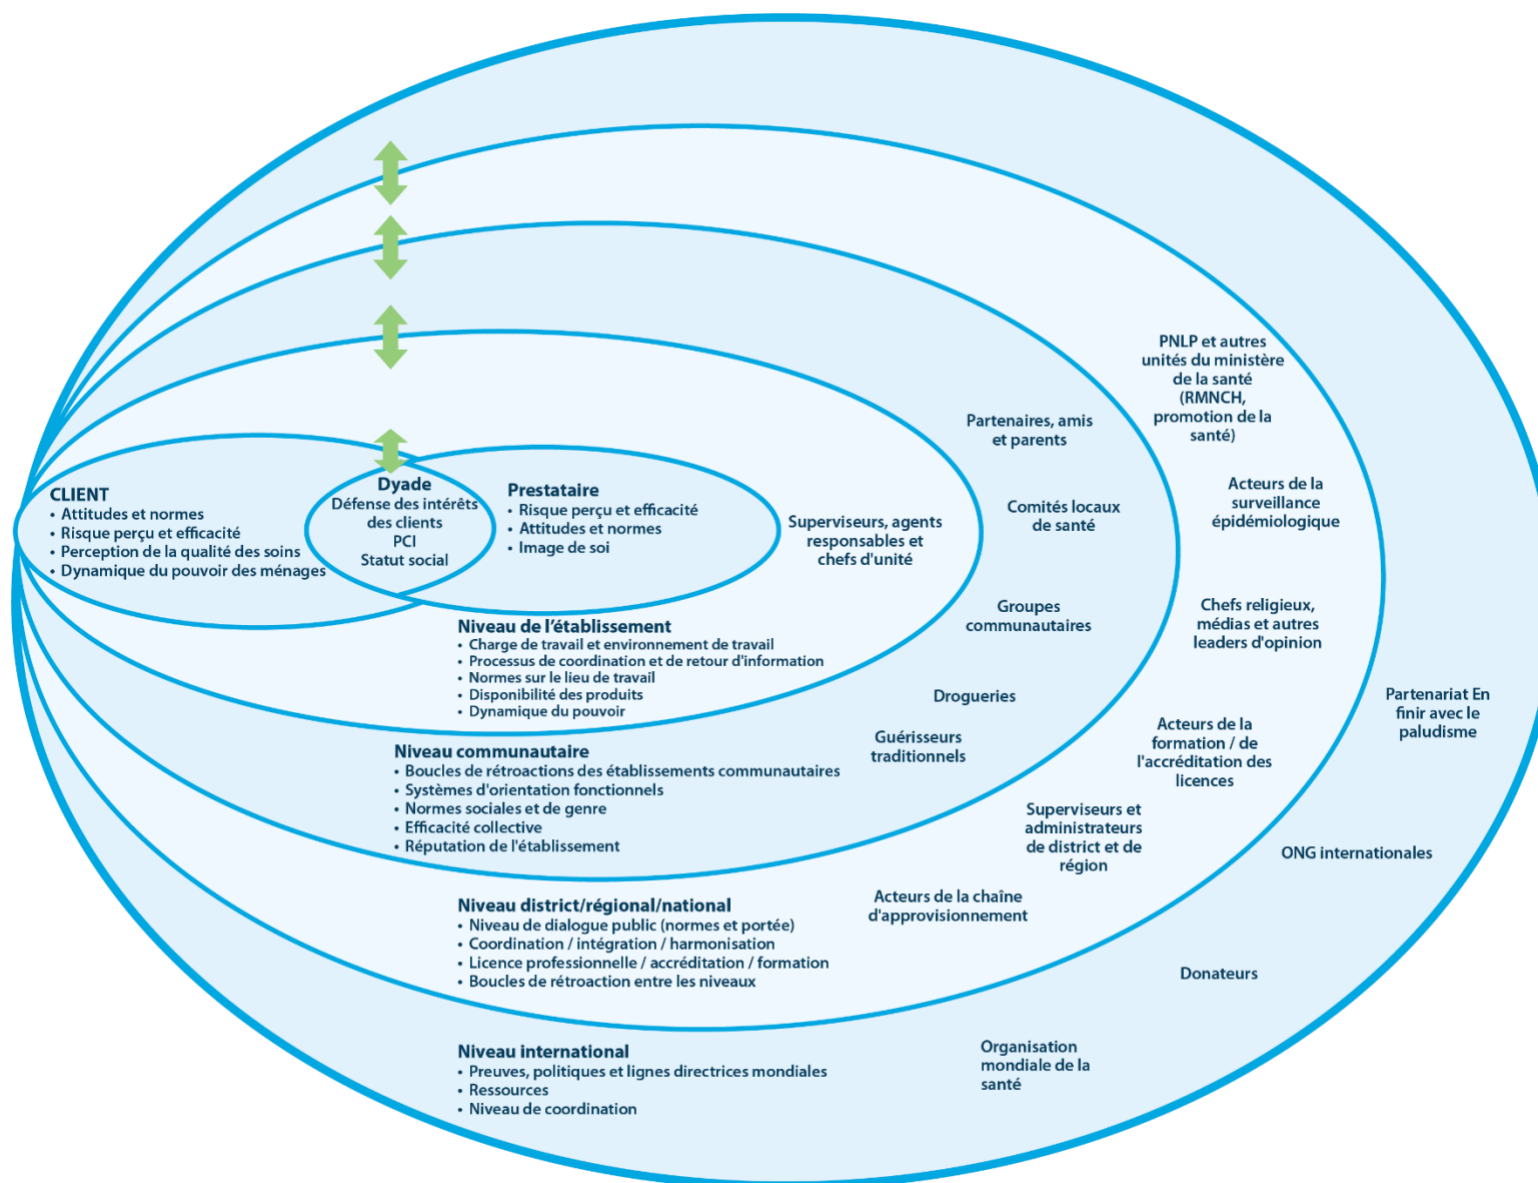 CLIENT
• Attitudes et normes
• Risque perçu et efficacité
• Perception de la qualité des soins
• Dynamique du pouvoir des ménages
Dyade
Défense des intérêts
des clients
PCI
Statut social
Prestataire
• Risque perçu et efficacité
• Attitudes et normes
• Image de soi
Superviseurs, agents
responsables et
chefs d'unité
Niveau de l’établissement
• Charge de travail et environnement de travail
• Processus de coordination et de retour d'information
• Normes sur le lieu de travail
• Disponibilité des produits
• Dynamique du pouvoir
Partenaires, amis
et parents
Comités locaux
de santé
Groupes
communautaires
Drogueries
Guérisseurs
traditionnels
Niveau communautaire
• Boucles de rétroactions des établissements communautaires
• Systèmes d'orientation fonctionnels
• Normes sociales et de genre
• Efficacité collective
• Réputation de l'établissement
PNLP et autres
unités du ministère
de la santé
(RMNCH,
promotion de la
santé)
Acteurs de la
surveillance
épidémiologique
Chefs religieux,
médias et autres
leaders d'opinion
Acteurs de la
formation / de
l'accréditation des
licences
Superviseurs et
administrateurs
de district et de
région
Acteurs de la chaîne
d'approvisionnement
Niveau district/régional/national
• Niveau de dialogue public (normes et portée)
• Coordination / intégration / harmonisation
• Licence professionnelle / accréditation / formation
• Boucles de rétroaction entre les niveaux
Partenariat En
finir avec le
paludisme
ONG internationales
Donateurs
Organisation
mondiale de la
santé
Niveau international
• Preuves, politiques et lignes directrices mondiales
• Ressources
• Niveau de coordination